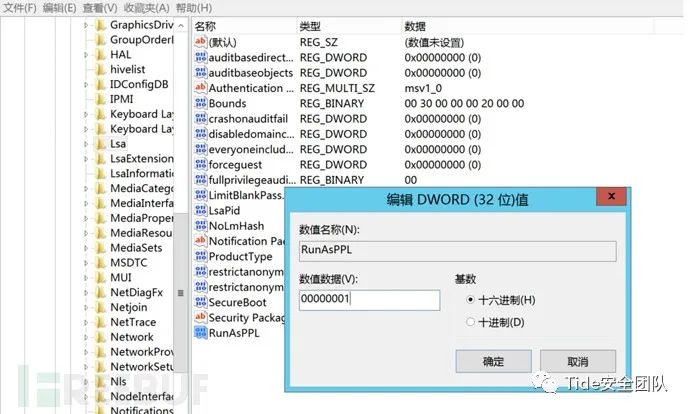 文件(F) 编辑(E) 查看(V) 收藏夹(A) 帮助(H)
GraphicsDriv
GroupOrderl
HAL
hivelist
IDConfigDB
IPMI
Keyboard Lay
Keyboard Lay
Lsa
LsaExtension
LsaInformatio
MediaCateg
MediaInterfa
MediaPrope
MediaResou
MediaSets
MSDTC
MUI
NetDiagFx
Netjoin
NetTrace
Network
NetworkProv
NetworkSetu
Nls
NodeInterfa
Notifications
名称 类型 数据
(默认) REG_SZ (数值未设置)
auditbasedirect... REG_DWORD 0x00000000 (0)
auditbaseobjects REG_DWORD 0x00000000 (0)
Authentication ... REG_MULTI_SZ msv1_0
Bounds REG_BINARY 00 30 00 00 00 20 00 00
crashonauditfail REG_DWORD 0x00000000 (0)
disabledomainc... REG_DWORD 0x00000000 (0)
everyoneinclud... REG_DWORD 0x00000000 (0)
forceguest REG_DWORD 0x00000000 (0)
fullprivilegeaudi... REG_BINARY 00
LimitBlankPass.
LsaPid
NoLmHash
Notification Pac
ProductType
restrictanonym
restrictanonym
SecureBoot
Security Packag
RunAsPPL
编辑 DWORD (32 位)值
x
数值名称(N):
RunAsPPL
数值数据(V):
00000001
基数
十六进制(H)
十进制(D)
确定 取消
FREEBUF
Tide安全团队